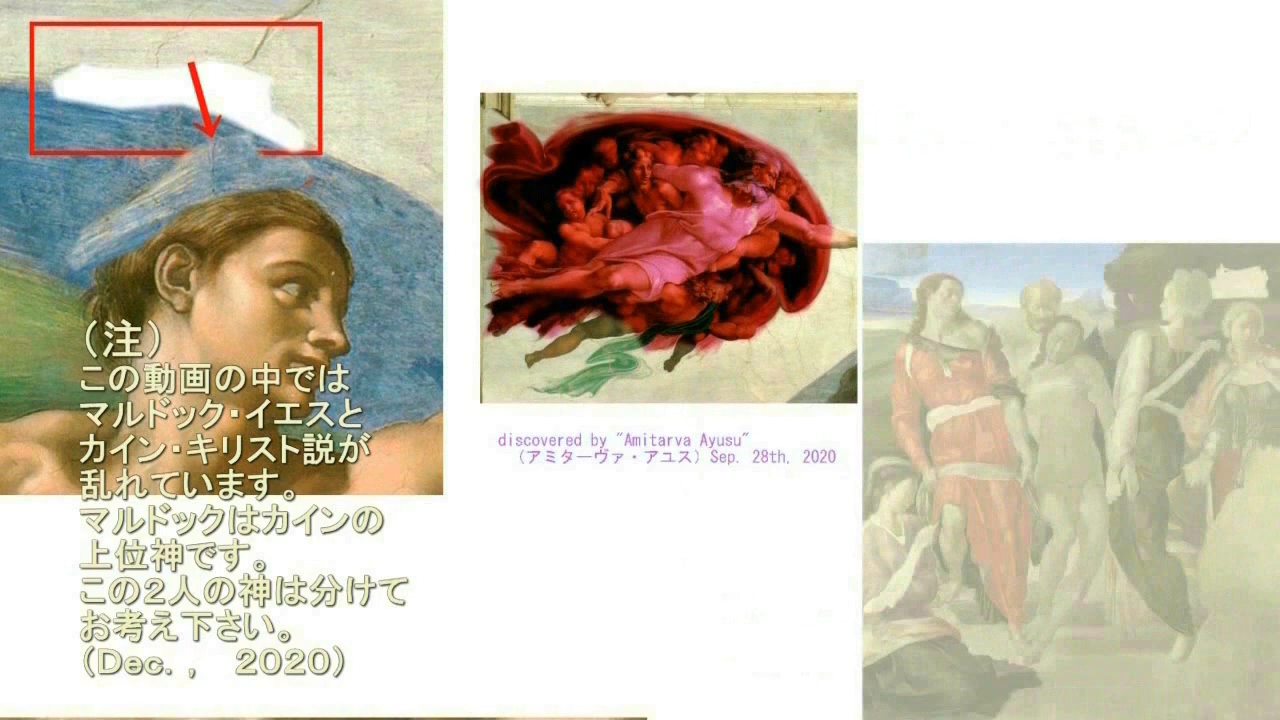 （注）
この動画の中では
マルドック・イエスと
カイン・キリスト説が
乱れています。
マルドックはカインの
上位神です。
この２人の神は分けて
お考え下さい。
（Dec.， 2020）
discovered by "Amitarva Ayusu"
（アミターヴァ・アユス）Sep. 28th, 2020